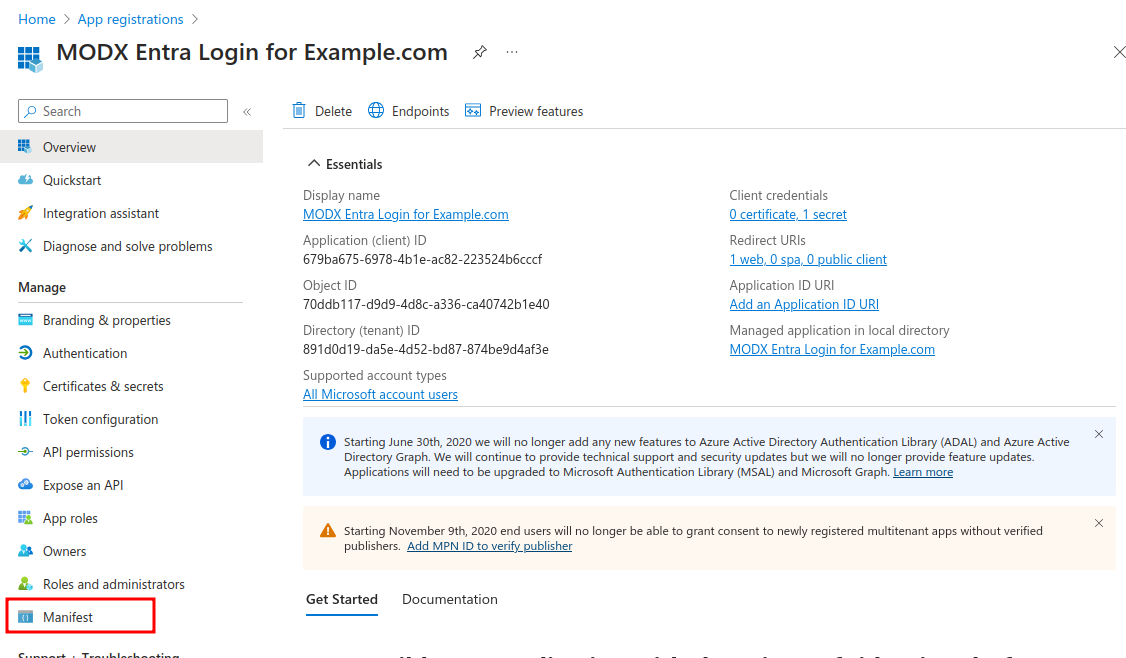 Home > App registrations >
MODX Entra Login for Example.com
Search
«
Delete
Endpoints
Preview features
Overview
Quickstart
Integration assistant
Diagnose and solve problems
Manage
Branding & properties
Authentication
Certificates & secrets
Token configuration
API permissions
Expose an API
App roles
Owners
Roles and administrators
Manifest
Support + Troubleshooting
Essentials
Display name
MODX Entra Login for Example.com
Application (client) ID
679ba675-6978-4b1e-ac82-223524b6cccf
Object ID
70ddb117-d9d9-4d8c-a336-ca40742b1e40
Directory (tenant) ID
891d0d19-da5e-4d52-bd87-874be9d4af3e
Supported account types
All Microsoft account users
Client credentials
0 certificate, 1 secret
Redirect URIs
1 web, 0 spa, 0 public client
Application ID URI
Add an Application ID URI
Managed application in local directory
MODX Entra Login for Example.com
Starting June 30th, 2020 we will no longer add any new features to Azure Active Directory Authentication Library (ADAL) and Azure Active
Directory Graph. We will continue to provide technical support and security updates but we will no longer provide feature updates.
Applications will need to be upgraded to Microsoft Authentication Library (MSAL) and Microsoft Graph. Learn more
Starting November 9th, 2020 end users will no longer be able to grant consent to newly registered multitenant apps without verified
publishers. Add MPN ID to verify publisher
Get Started
Documentation